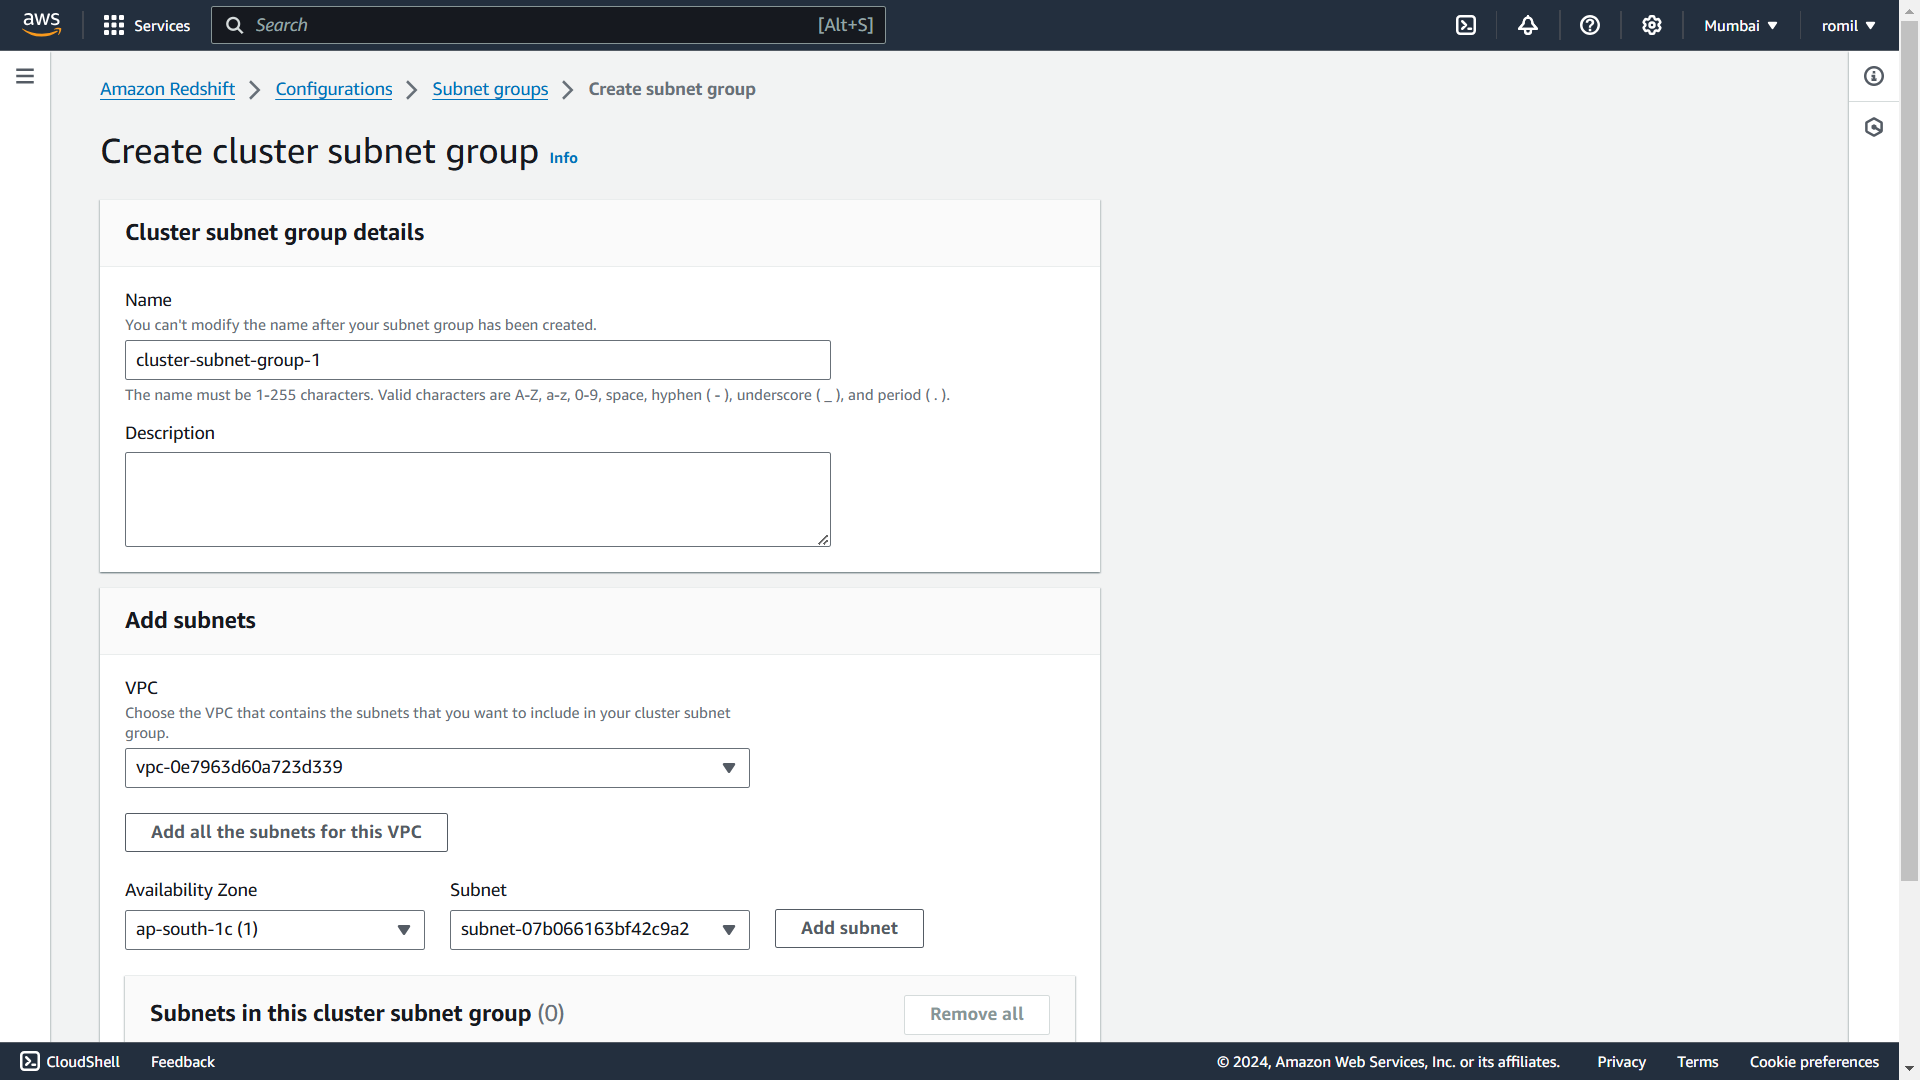 aws
Services
Search
[Alt+S]
Mumbai
romil
Amazon Redshift
Configurations
Subnet groups
Create subnet group
Create cluster subnet group Info
Cluster subnet group details
Name
You can't modify the name after your subnet group has been created.
cluster-subnet-group-1
The name must be 1-255 characters. Valid characters are A-Z, a-z, 0-9, space, hyphen ( - ), underscore ( _ ), and period ( . ).
Description
Add subnets
VPC
Choose the VPC that contains the subnets that you want to include in your cluster subnet
group.
vpc-0e7963d60a723d339
Add all the subnets for this VPC
Availability Zone
Subnet
ap-south-1c (1)
subnet-07b066163bf42c9a2
Add subnet
Subnets in this cluster subnet group (0)
Remove all
CloudShell
Feedback
© 2024, Amazon Web Services, Inc. or its affiliates.
Privacy
Terms
Cookie preferences